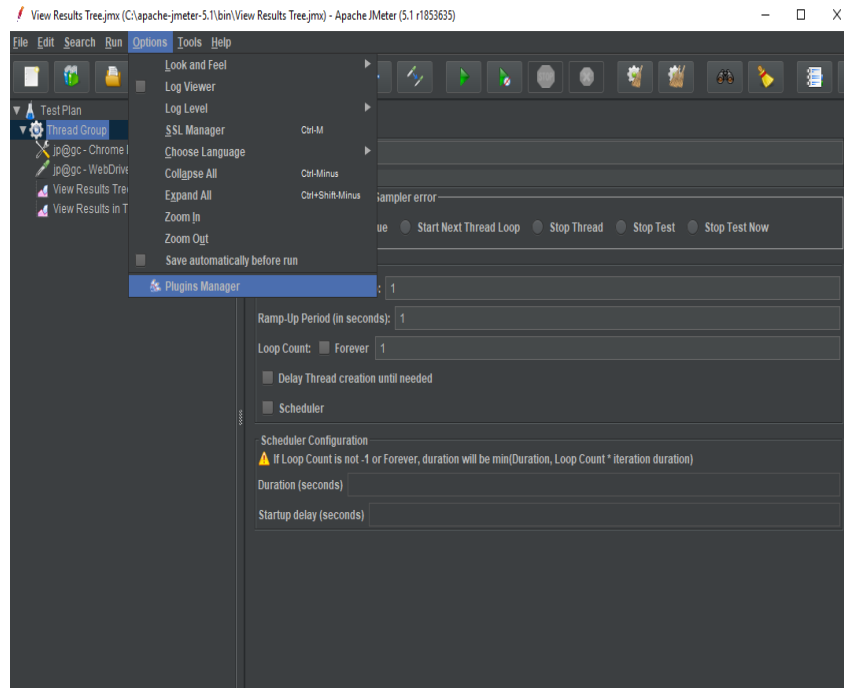 View Results Tree.jmx (C:\apache-jmeter-5.1\bin\View Results Tree.jmx) - Apache JMeter (5.1 r1853635)
File Edit Search Run Options Tools Help
Look and Feel
Log Viewer
Log Level
SSL Manager Ctrl-M
Choose Language
Collapse All Ctrl-Minus
Expand All Ctrl+Shift-Minus
Zoom In
Zoom Out
Save automatically before run
Plugins Manager
Test Plan
Thread Group
jp@gc - Chrome
jp@gc - WebDrive
View Results Tre
View Results in T
Sampler error
ue Start Next Thread Loop Stop Thread Stop Test Stop Test Now
: 1
Ramp-Up Period (in seconds): 1
Loop Count: Forever 1
Delay Thread creation until needed
Scheduler
Scheduler Configuration
If Loop Count is not -1 or Forever, duration will be min(Duration, Loop Count * iteration duration)
Duration (seconds)
Startup delay (seconds)